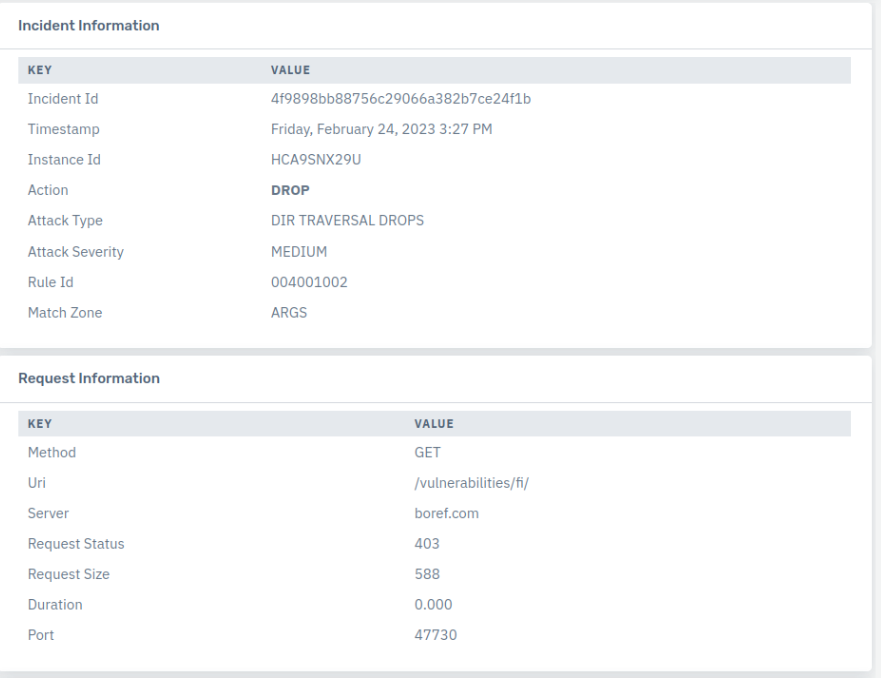 Incident Information
KEY VALUE
Incident Id 4f9898bb88756c29066a382b7ce24f1b
Timestamp Friday, February 24, 2023 3:27 PM
Instance Id HCA9SNX29U
Action DROP
Attack Type DIR TRAVERSAL DROPS
Attack Severity MEDIUM
Rule Id 004001002
Match Zone ARGS
Request Information
KEY VALUE
Method GET
Uri /vulnerabilities/fi/
Server boref.com
Request Status 403
Request Size 588
Duration 0.000
Port 47730